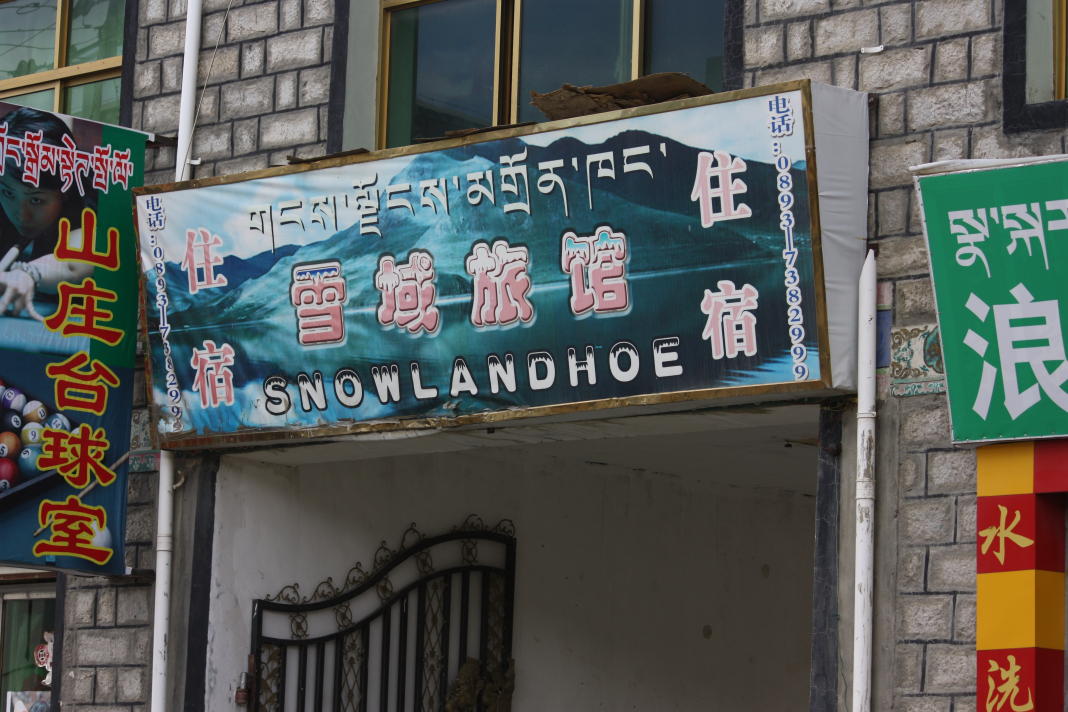 山庄台球室
电话:0893-7382999
住宿
གངས་ལྗོངས་མགྲོན་ཁང་
雪域旅馆
SNOWLANDHOE
住宿
电话:0893-7382999
浪
水洗